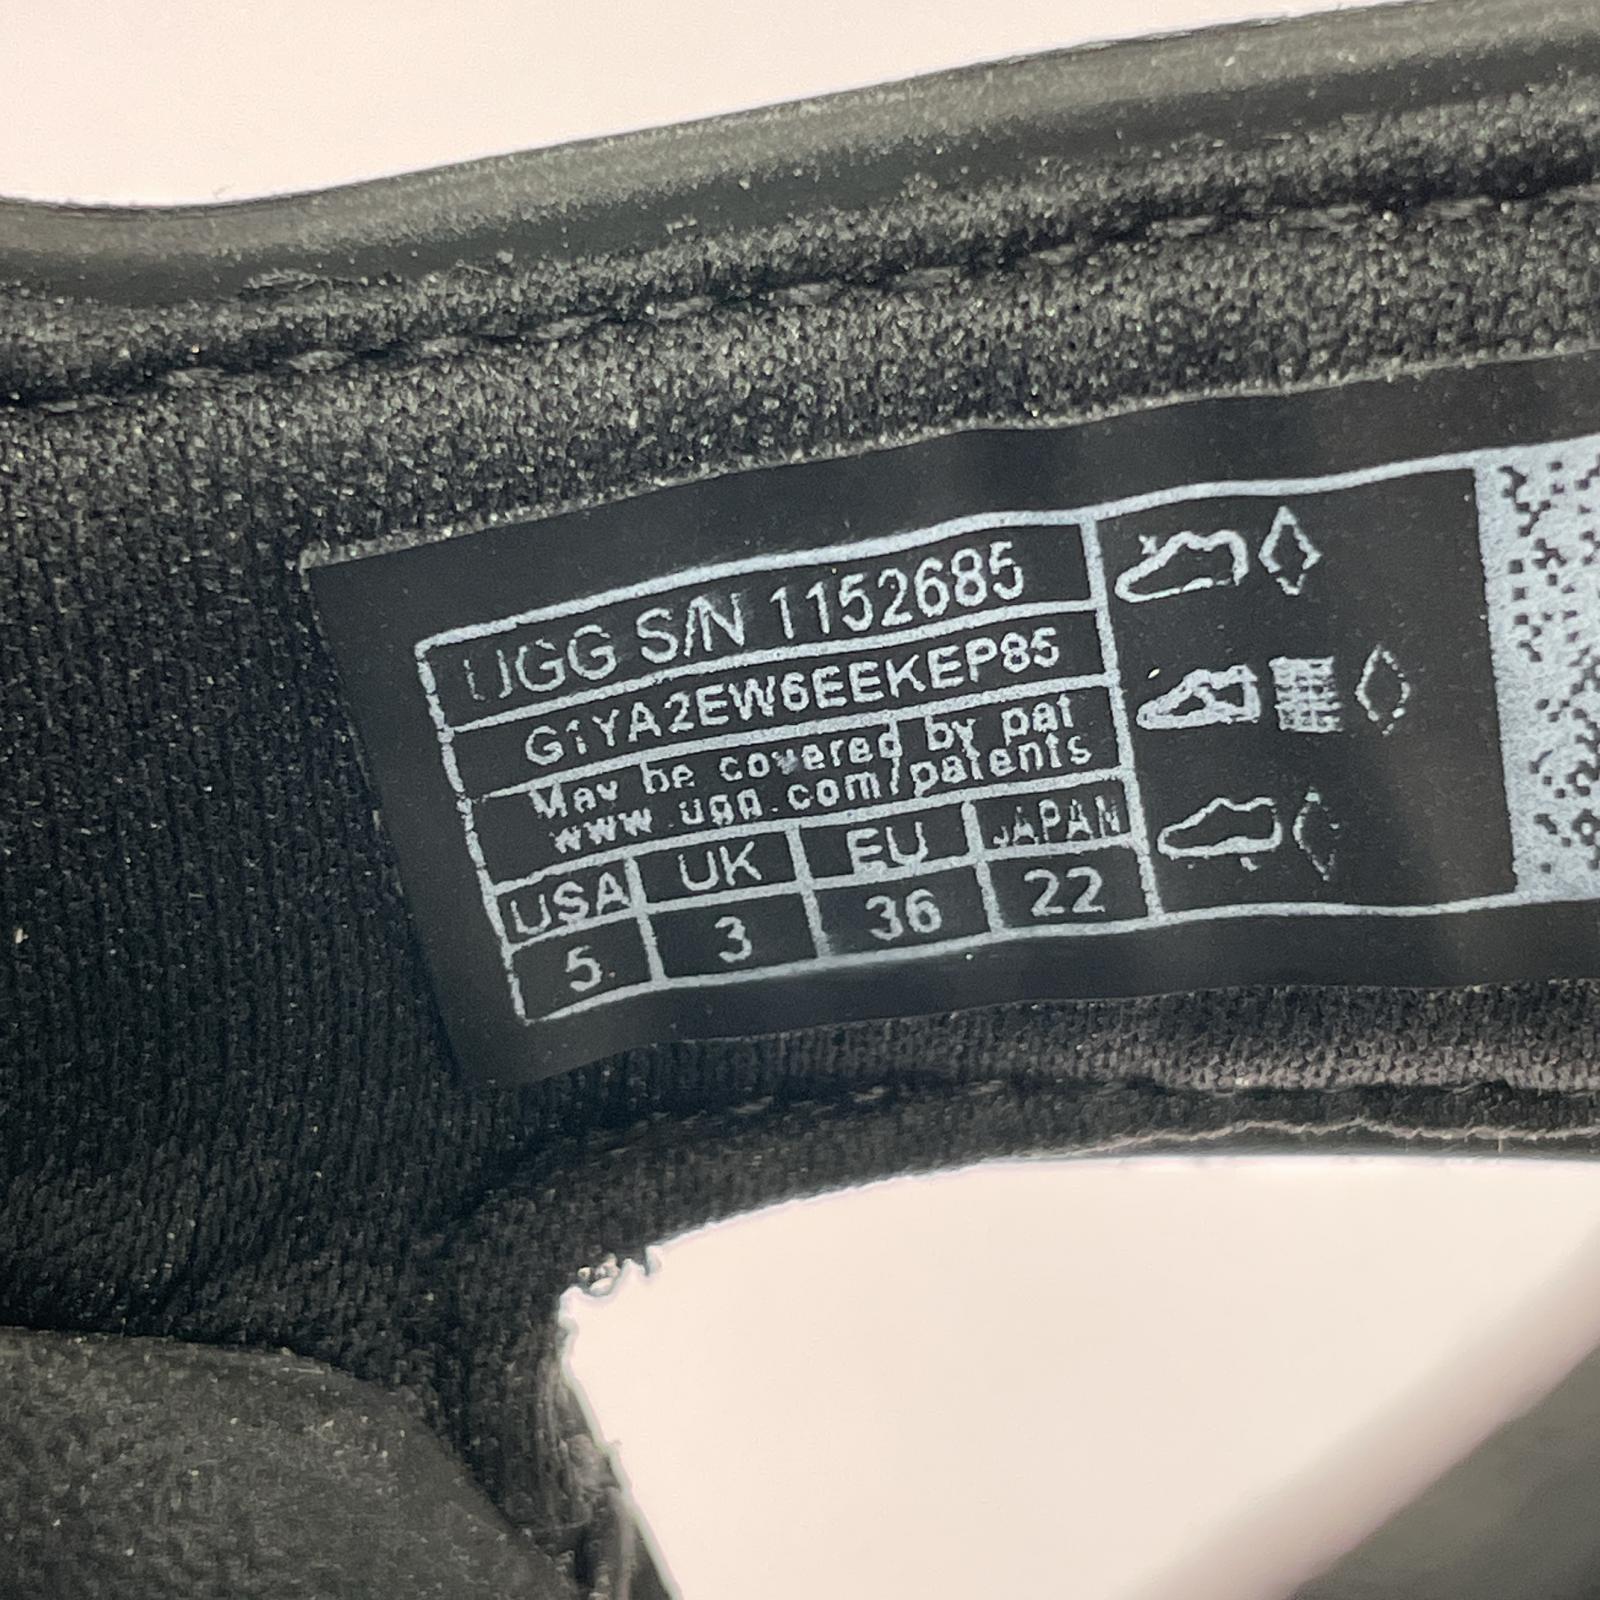 UGG S/N 1152685
G1YA2EW6EEKEP85
May be covered by pat
www.ugg.com/patents
USA UK EU JAPAN
5 3 36 22